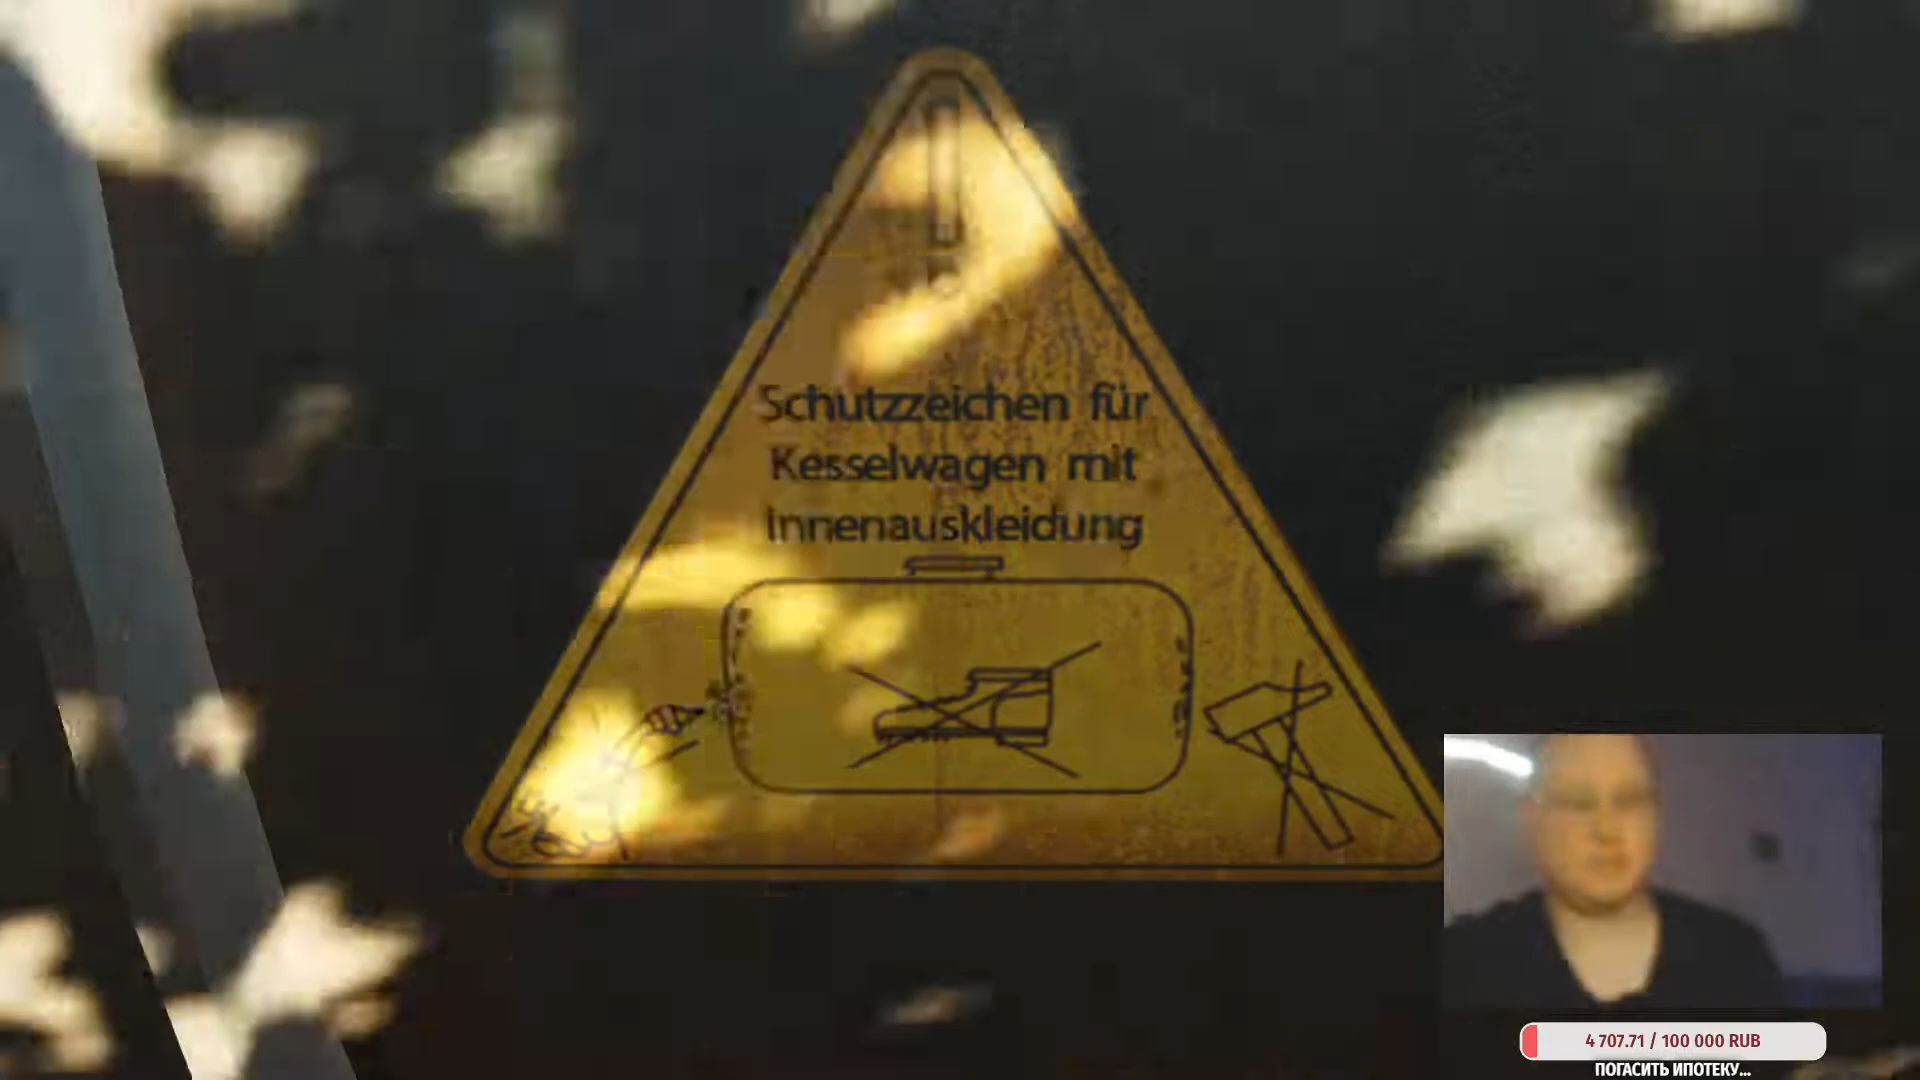 Schutzzeichen für
Kesselwagen mit
Innenauskleidung
4 707.71 / 100 000 RUB
ПОГАСИТЬ ИПОТЕКУ...